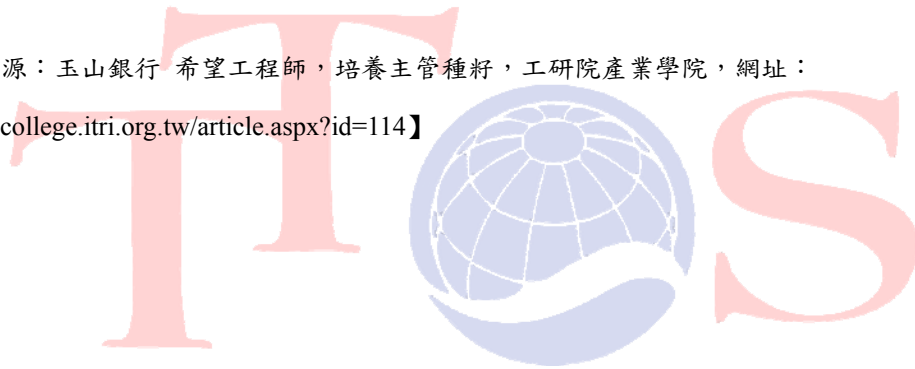 源：玉山銀行 希望工程師，培養主管種籽，工研院產業學院，網址：
college.itri.org.tw/article.aspx?id=114】
TTQS